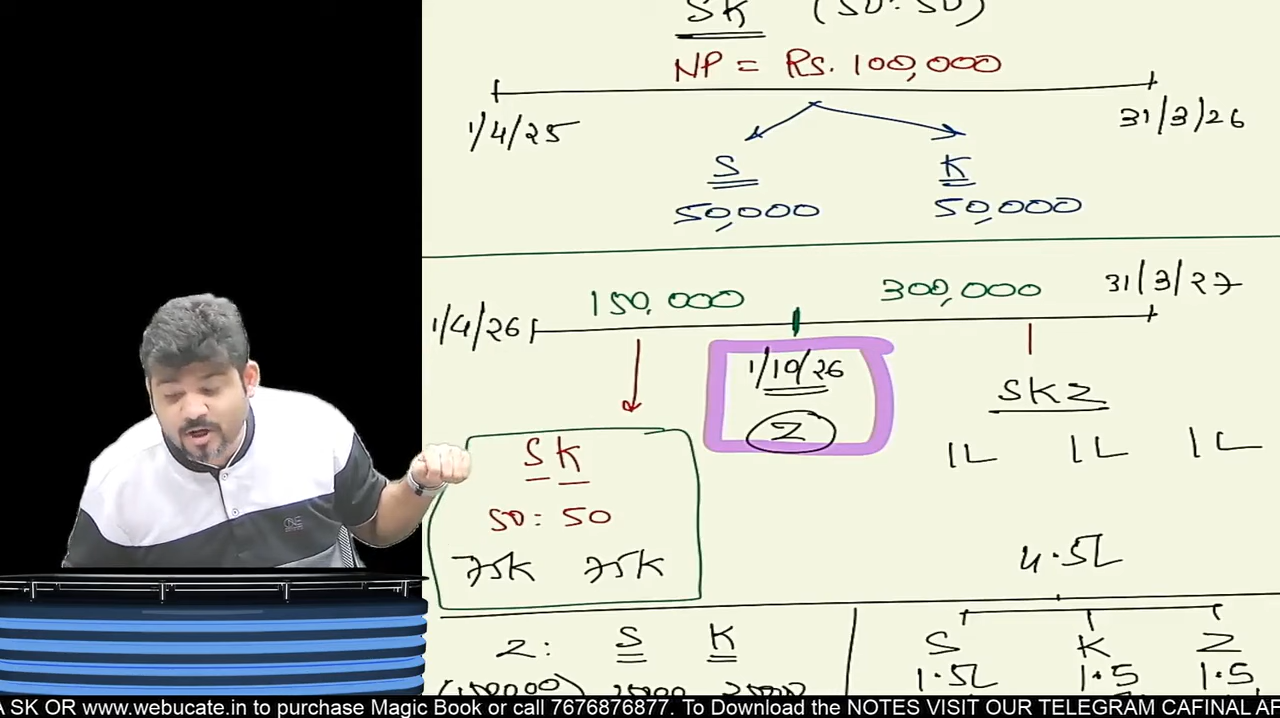 SK (50:50)
NP = Rs. 100,000
1/4/25
31/3/26
S K
50,000 50,000
150,000 300,000 31/3/27
1/4/26
1/10/26
Z
SKZ
1L 1L 1L
SK
50:50
75K 75K
4.5L
Z: S K
S K Z
1.5L 1.5 1.5
A SK OR www.webucate.in to purchase Magic Book or call 7676876877. To Download the NOTES VISIT OUR TELEGRAM CAFINAL AF